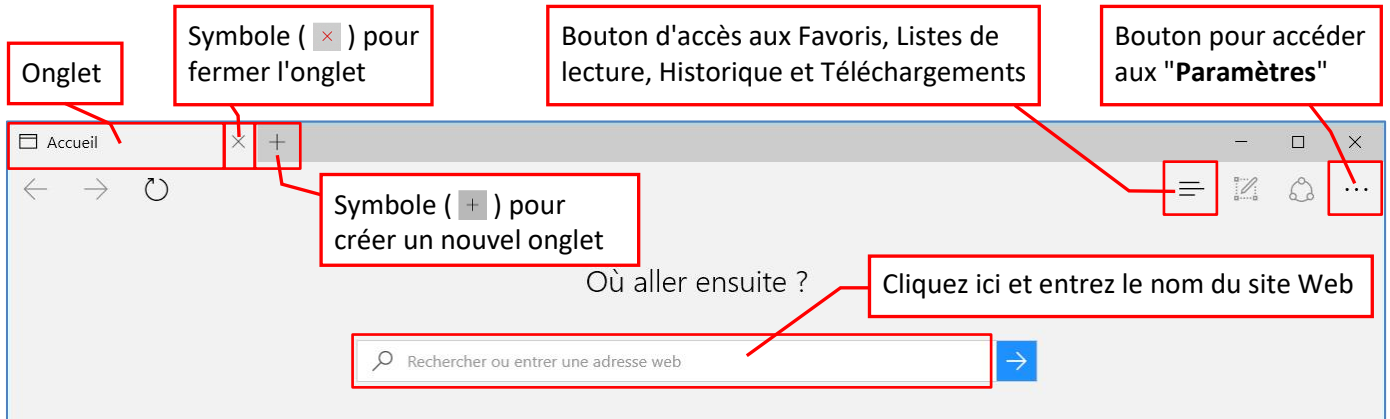 Onglet
Symbole ( × ) pour
fermer l'onglet
Bouton d'accès aux Favoris, Listes de
lecture, Historique et Téléchargements
Bouton pour accéder
aux "Paramètres"
Accueil
Symbole ( + ) pour
créer un nouvel onglet
Où aller ensuite ?
Cliquez ici et entrez le nom du site Web
Rechercher ou entrer une adresse web